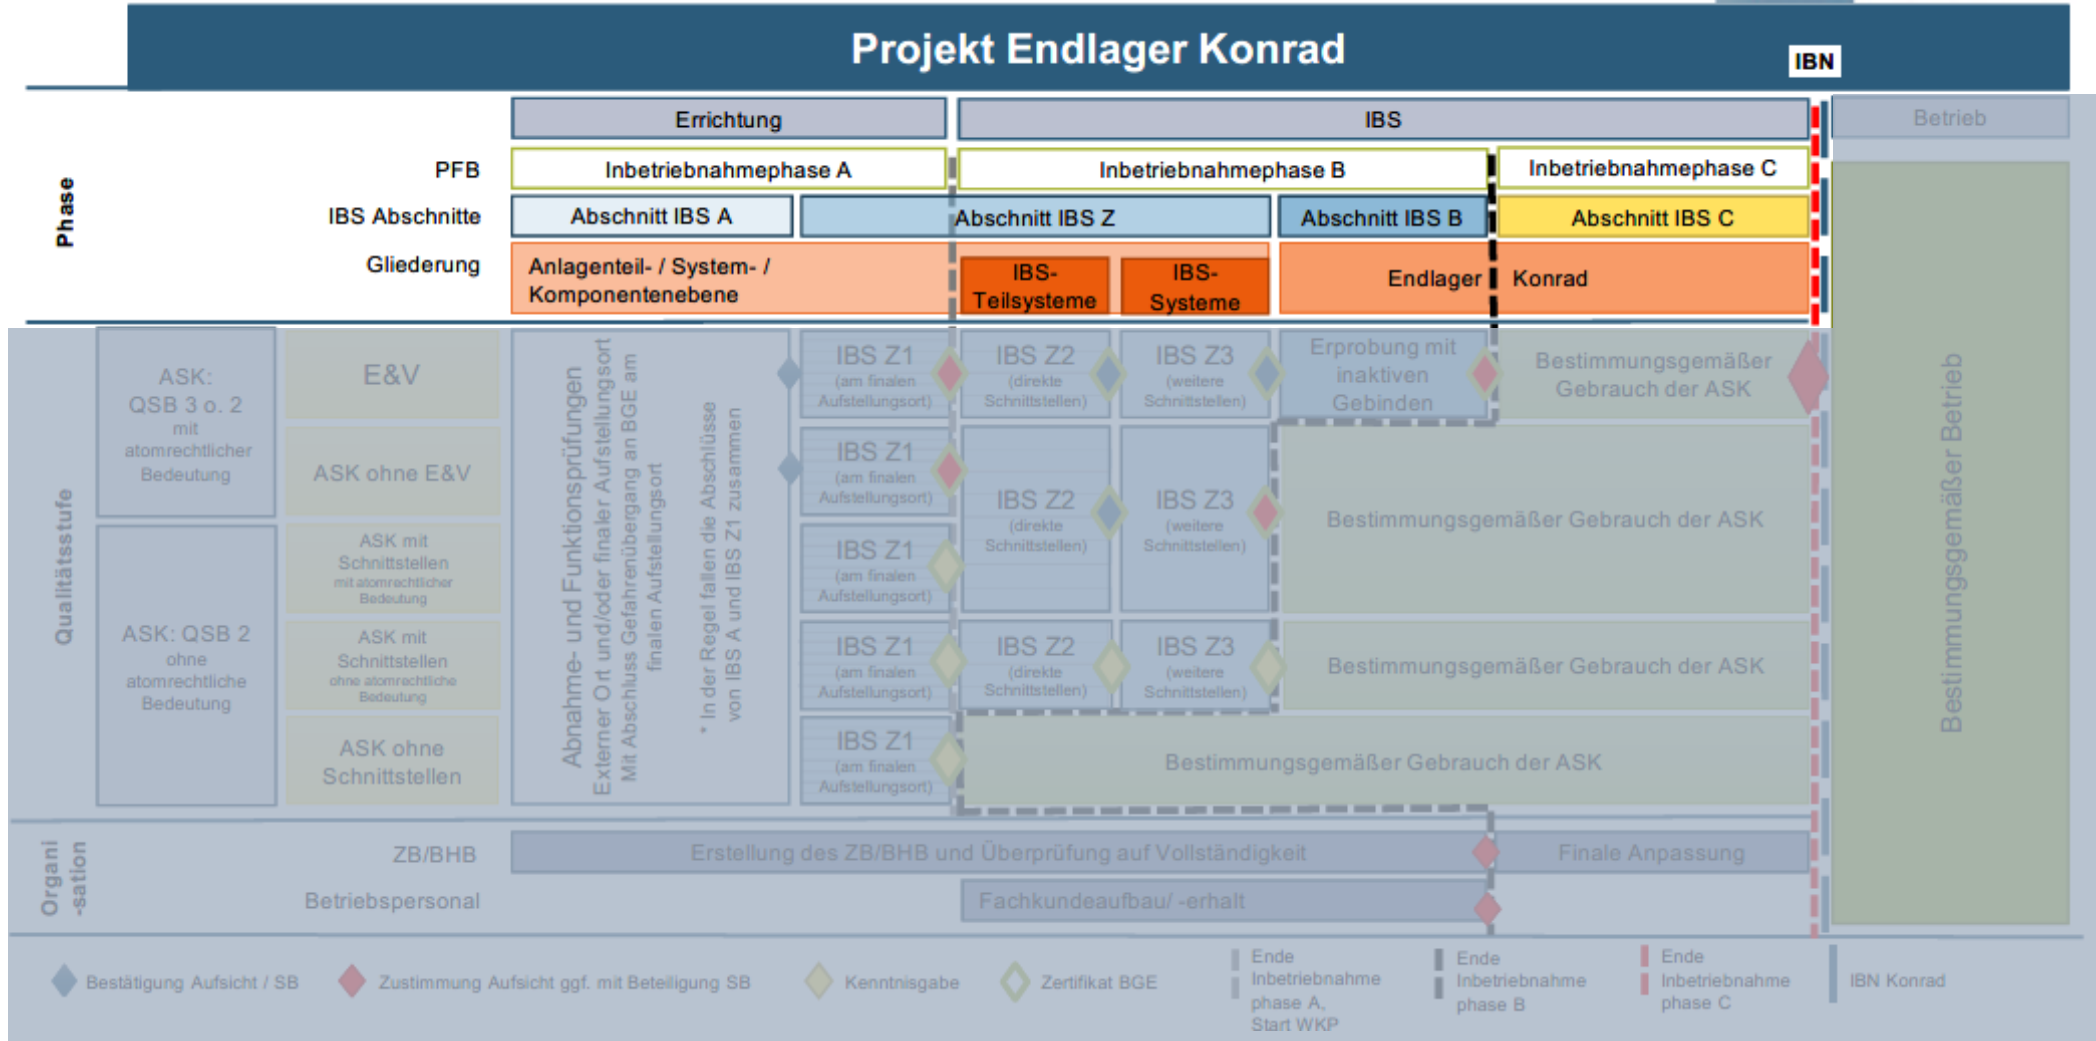 Projekt Endlager Konrad
IBN
Errichtung
IBS
Betrieb
Phase
PFB
Inbetriebnahmephase A
Inbetriebnahmephase B
Inbetriebnahmephase C
IBS Abschnitte
Abschnitt IBS A
Abschnitt IBS Z
Abschnitt IBS B
Abschnitt IBS C
Gliederung
Anlagenteil- / System- /
Komponentenebene
IBS-
Teilsysteme
IBS-
Systeme
Endlager
Konrad
Qualitätsstufe
ASK:
QSB 3 o. 2
mit
atomrechtlicher
Bedeutung
E&V
ASK ohne E&V
ASK: QSB 2
ohne
atomrechtliche
Bedeutung
ASK mit
Schnittstellen
mit atomrechtlicher
Bedeutung
ASK mit
Schnittstellen
ohne atomrechtliche
Bedeutung
ASK ohne
Schnittstellen
Abnahme- und Funktionsprüfungen
Externer Ort und/oder finaler Aufstellungsort
Mit Abschluss Gefahrenübergang an BGE am
finalen Aufstellungsort
* In der Regel fallen die Abschlüsse
von IBS A und IBS Z1 zusammen
IBS Z1
(am finalen
Aufstellungsort)
IBS Z2
(direkte
Schnittstellen)
IBS Z3
(weitere
Schnittstellen)
Erprobung mit
inaktiven
Gebinden
Bestimmungsgemäßer
Gebrauch der ASK
IBS Z1
(am finalen
Aufstellungsort)
IBS Z2
(direkte
Schnittstellen)
IBS Z3
(weitere
Schnittstellen)
Bestimmungsgemäßer Gebrauch der ASK
IBS Z1
(am finalen
Aufstellungsort)
IBS Z1
(am finalen
Aufstellungsort)
IBS Z2
(direkte
Schnittstellen)
IBS Z3
(weitere
Schnittstellen)
Bestimmungsgemäßer Gebrauch der ASK
IBS Z1
(am finalen
Aufstellungsort)
Bestimmungsgemäßer Gebrauch der ASK
Bestimmungsgemäßer Betrieb
Organi
-sation
ZB/BHB
Erstellung des ZB/BHB und Überprüfung auf Vollständigkeit
Finale Anpassung
Betriebspersonal
Fachkundeaufbau/ -erhalt
Bestätigung Aufsicht / SB
Zustimmung Aufsicht ggf. mit Beteiligung SB
Kenntnisgabe
Zertifikat BGE
Ende
Inbetriebnahme
phase A,
Start WKP
Ende
Inbetriebnahme
phase B
Ende
Inbetriebnahme
phase C
IBN Konrad